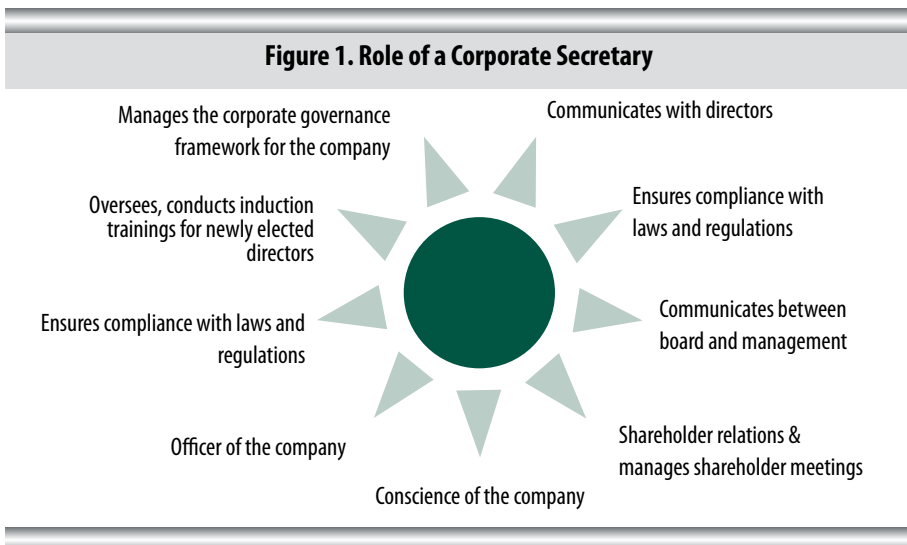 Figure 1. Role of a Corporate Secretary
Manages the corporate governance
framework for the company
Communicates with directors
Oversees, conducts induction
trainings for newly elected
directors
Ensures compliance with
laws and regulations
Ensures compliance with laws and
regulations
Communicates between
board and management
Officer of the company
Shareholder relations &
manages shareholder meetings
Conscience of the company